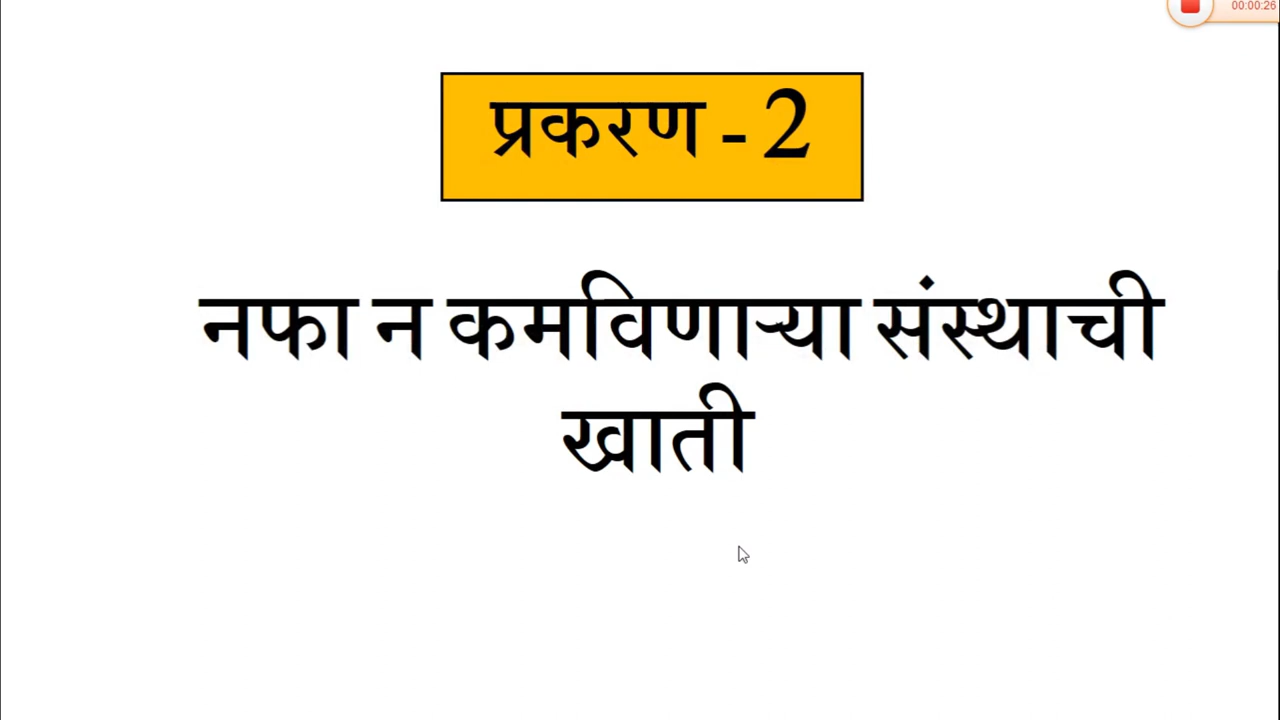 00:00:26
प्रकरण - 2
नफा न कमविणाऱ्या संस्थाची
खाती